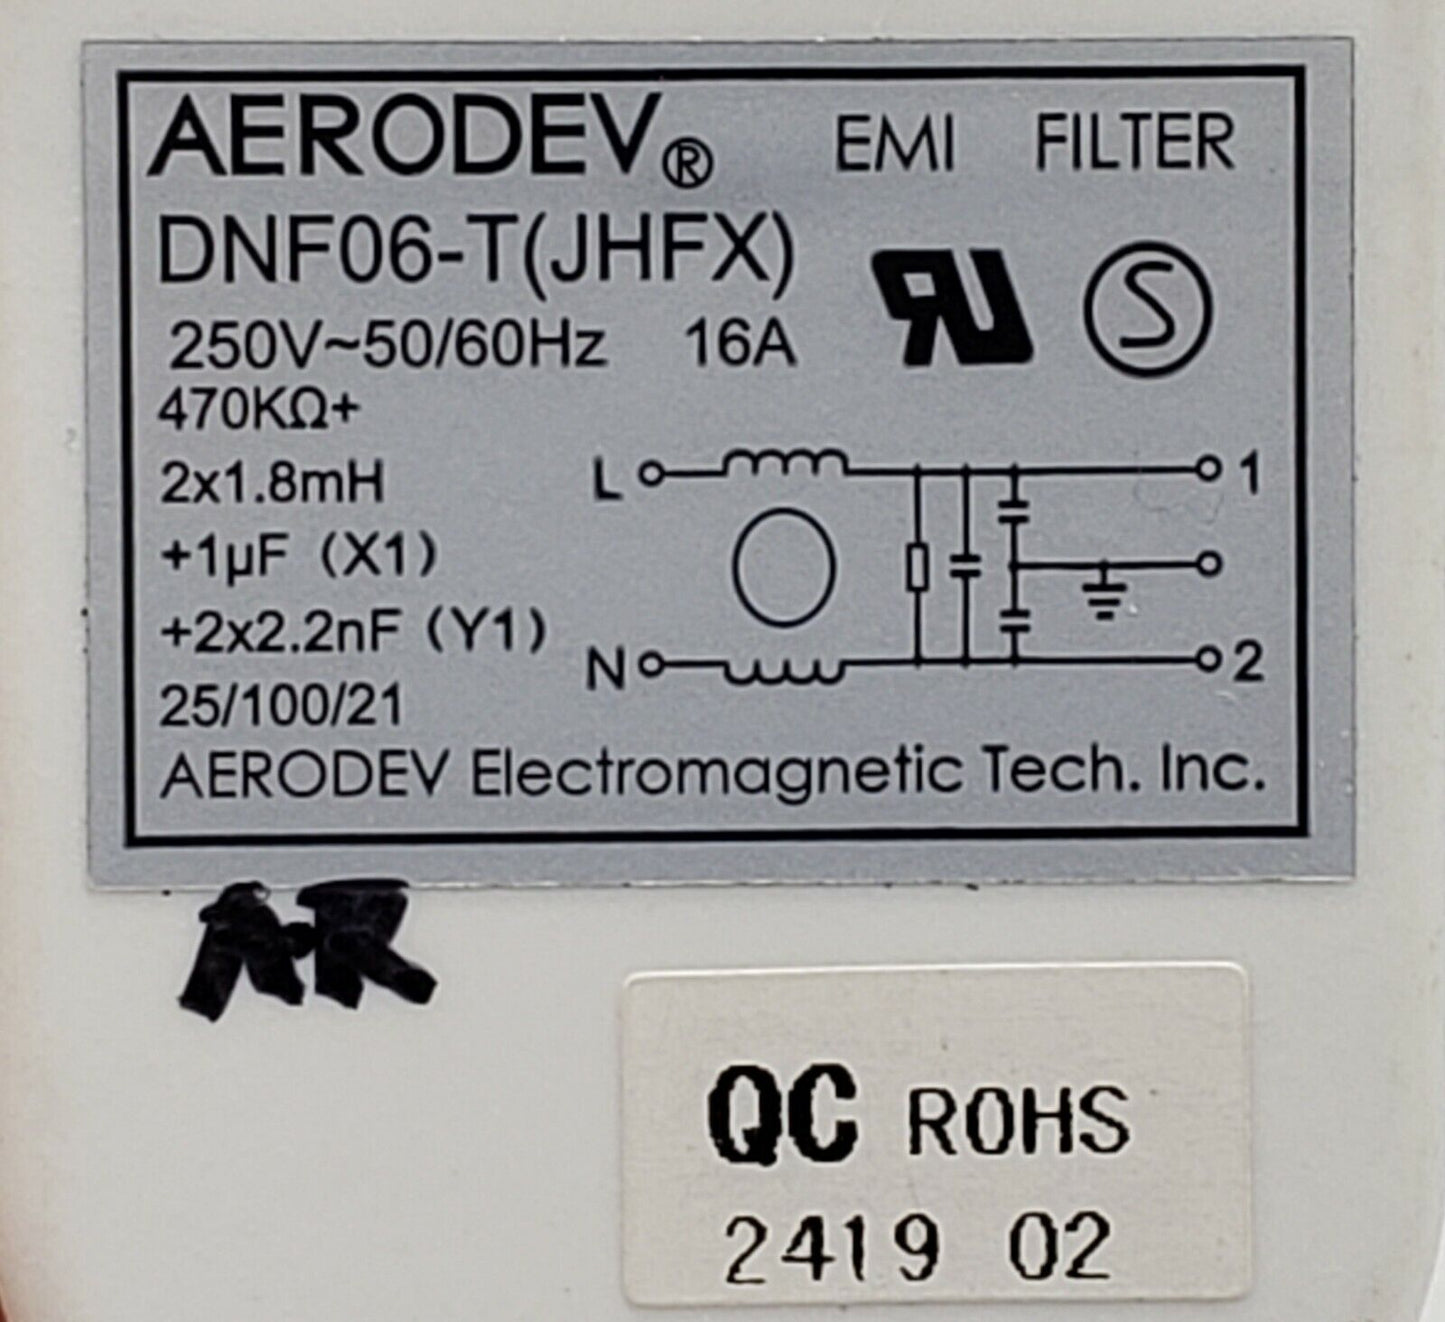 AERODEV® EMI FILTER
DNF06-T(JHFX)
250V~50/60Hz 16A
470KΩ+
2x1.8mH
+1µF (X1)
+2x2.2nF (Y1)
25/100/21
L 1
N 2
AERODEV Electromagnetic Tech. Inc.
QC ROHS
2419 02